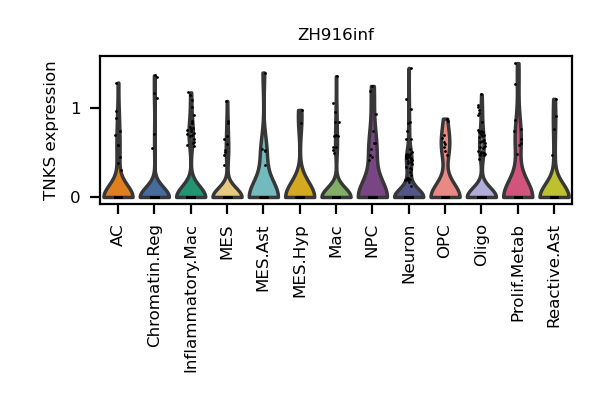 ZH916inf
TNKS expression
1
0
AC
Chromatin.Reg
Inflammatory.Mac
MES
MES.Ast
MES.Hyp
Mac
NPC
Neuron
OPC
Oligo
Prolif.Metab
Reactive.Ast